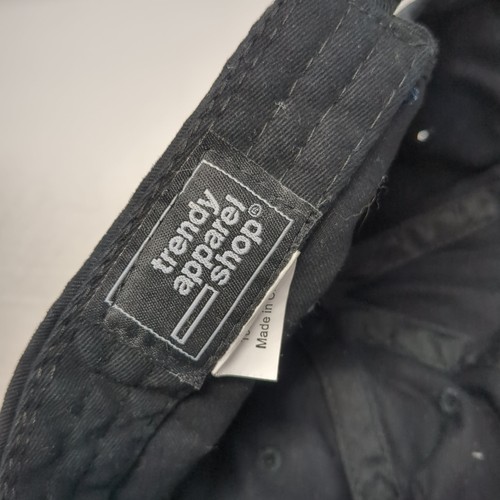 trendy
apparel
shop®
Made in